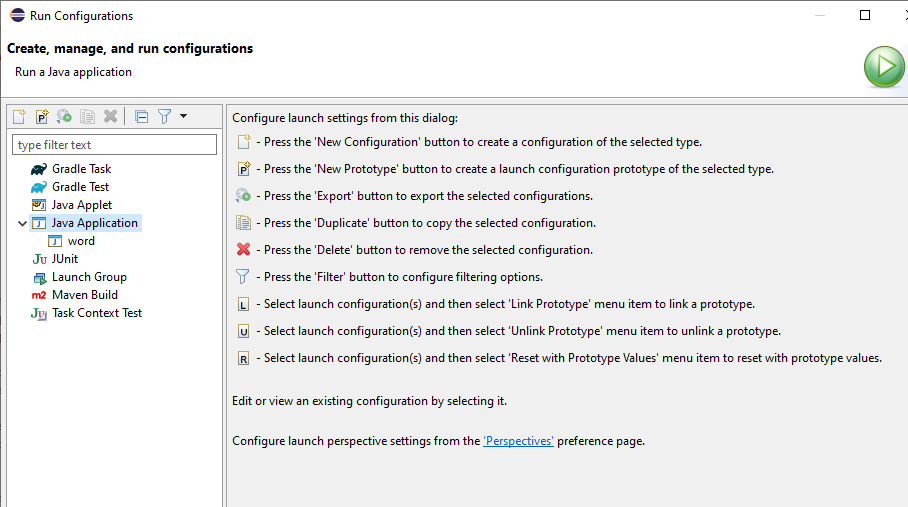 Run Configurations
Create, manage, and run configurations
Run a Java application
type filter text
Gradle Task
Gradle Test
Java Applet
Java Application
word
JUnit
Launch Group
m2 Maven Build
Task Context Test
Configure launch settings from this dialog:
- Press the 'New Configuration' button to create a configuration of the selected type.
P - Press the 'New Prototype' button to create a launch configuration prototype of the selected type.
- Press the 'Export' button to export the selected configurations.
- Press the 'Duplicate' button to copy the selected configuration.
- Press the 'Delete' button to remove the selected configuration.
- Press the 'Filter' button to configure filtering options.
L - Select launch configuration(s) and then select 'Link Prototype' menu item to link a prototype.
U - Select launch configuration(s) and then select 'Unlink Prototype' menu item to unlink a prototype.
R - Select launch configuration(s) and then select 'Reset with Prototype Values' menu item to reset with prototype values.
Edit or view an existing configuration by selecting it.
Configure launch perspective settings from the 'Perspectives' preference page.